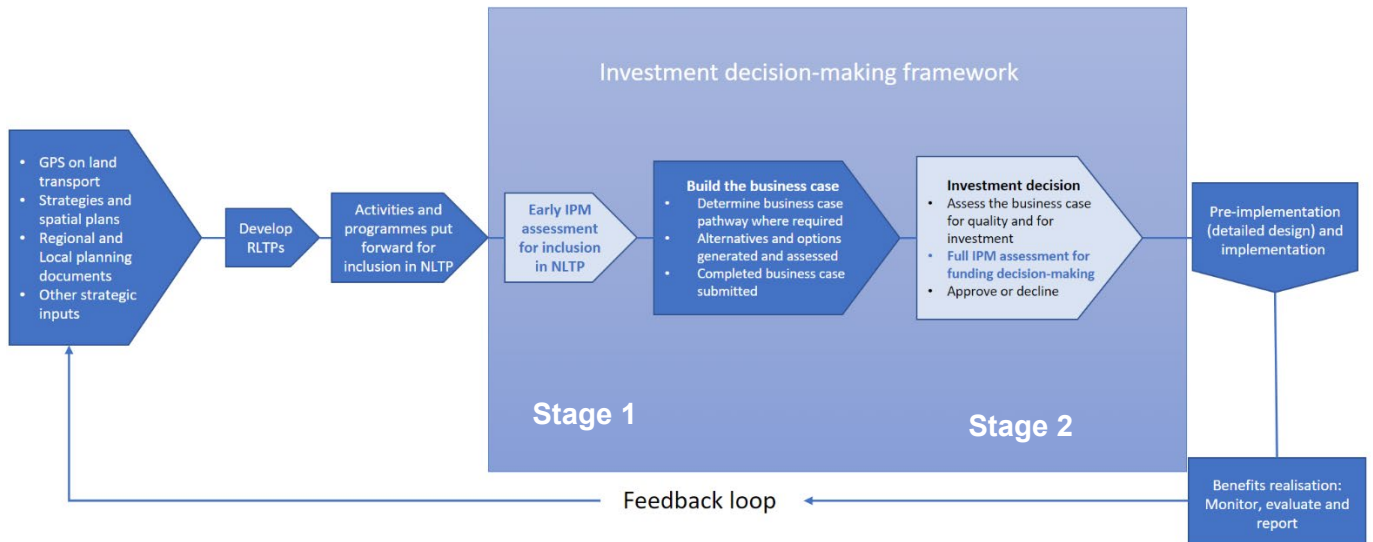 Investment decision-making framework
• GPS on land
transport
• Strategies and
spatial plans
• Regional and
Local planning
documents
• Other strategic
inputs
Develop
RLTPs
Activities and
programmes put
forward for
inclusion in NLTP
Early IPM
assessment
for inclusion
in NLTP
Build the business case
• Determine business case
pathway where required
• Alternatives and options
generated and assessed
• Completed business case
submitted
Investment decision
• Assess the business case
for quality and for
investment
• Full IPM assessment for
funding decision-making
• Approve or decline
Pre-implementation
(detailed design) and
implementation
Stage 1
Stage 2
Feedback loop
Benefits realisation:
Monitor, evaluate and
report